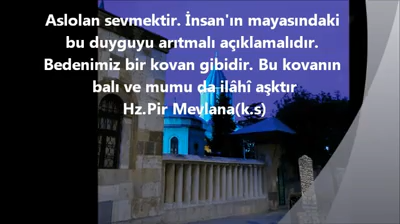 Aslolan sevmektir. İnsan'ın mayasındaki
bu duyguyu arıtmalı açıklamalıdır.
Bedenimiz bir kovan gibidir. Bu kovanın
balı ve mumu da ilâhî aşktır
Hz.Pir Mevlana(k.s)